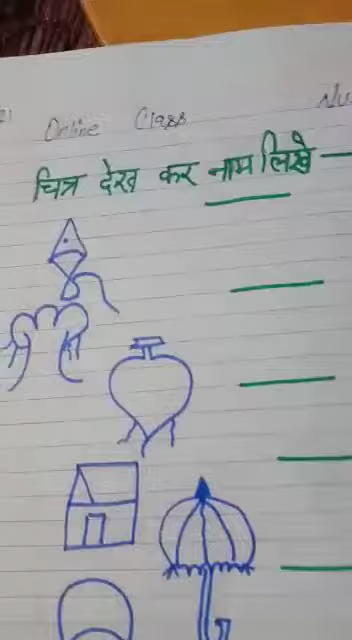 Online Class
चित्र देख कर नाम लिखे —